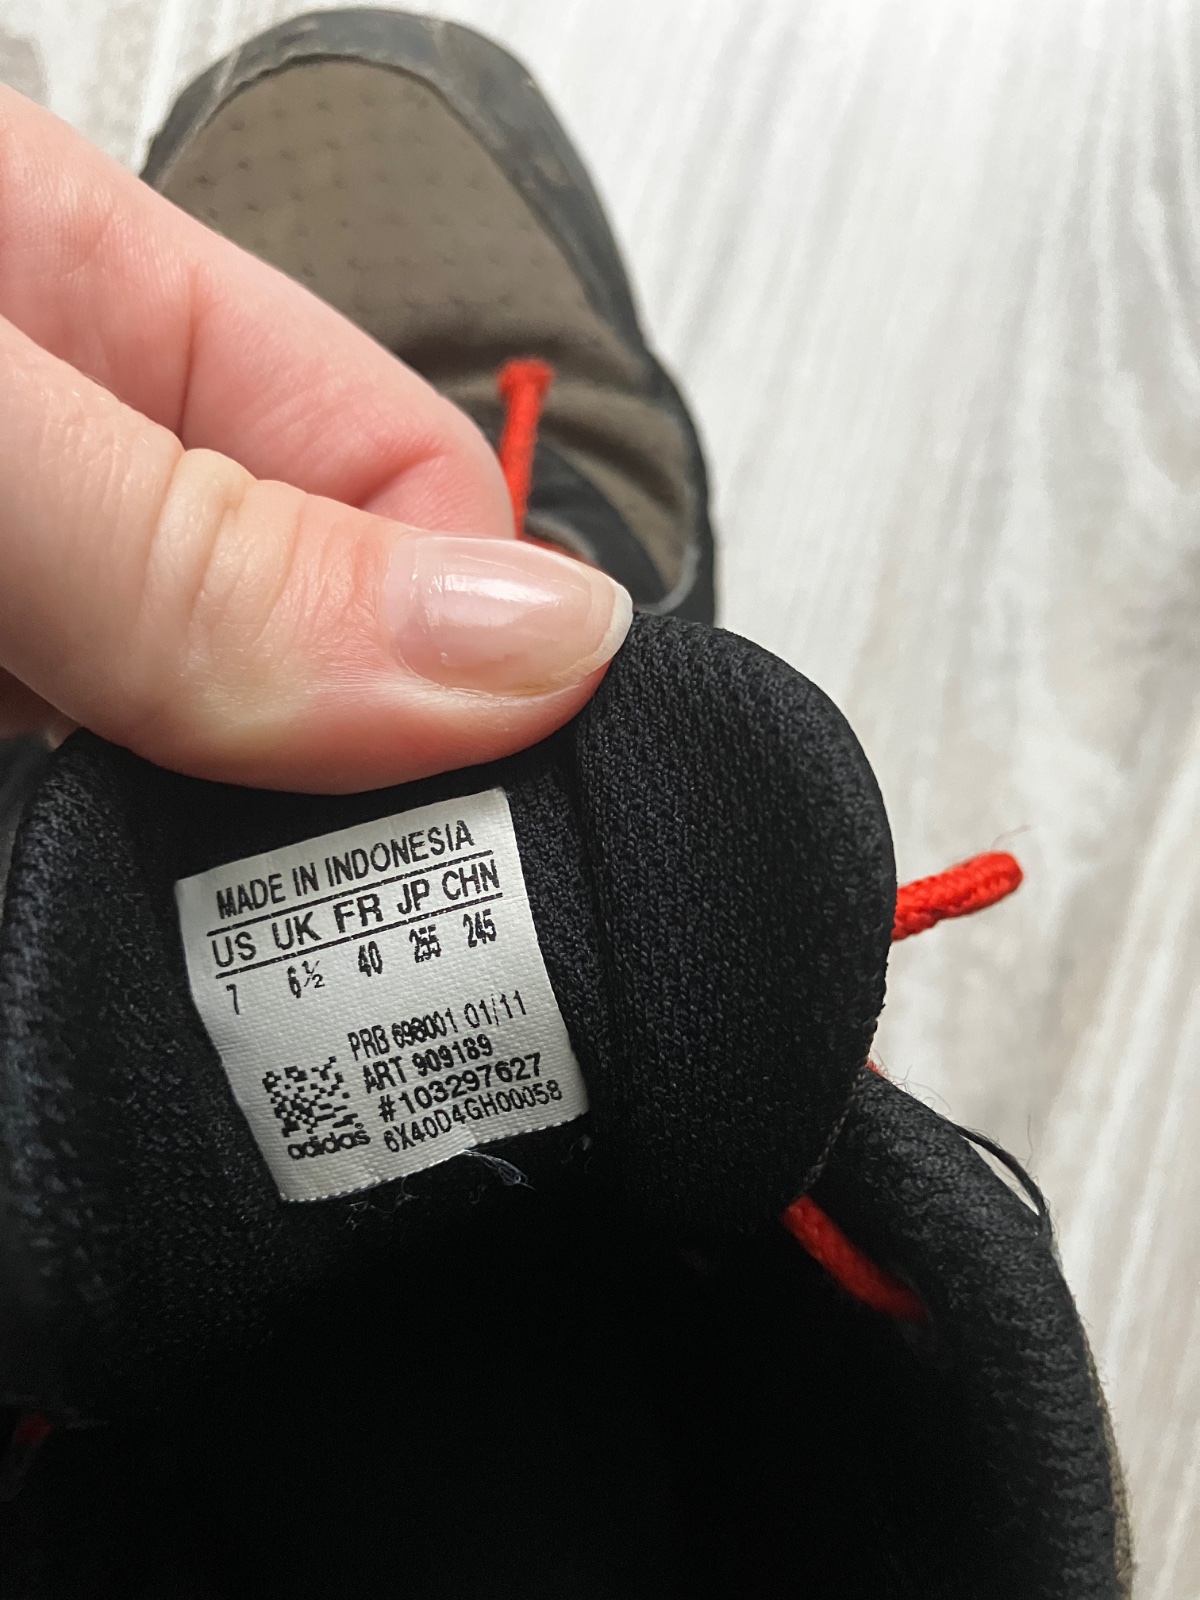 MADE IN INDONESIA
US UK FR JP CHN
7 6½ 40 255 245
PRB 698001 01/11
ART 909189
#103297627
6X40D4GH00058
adidas